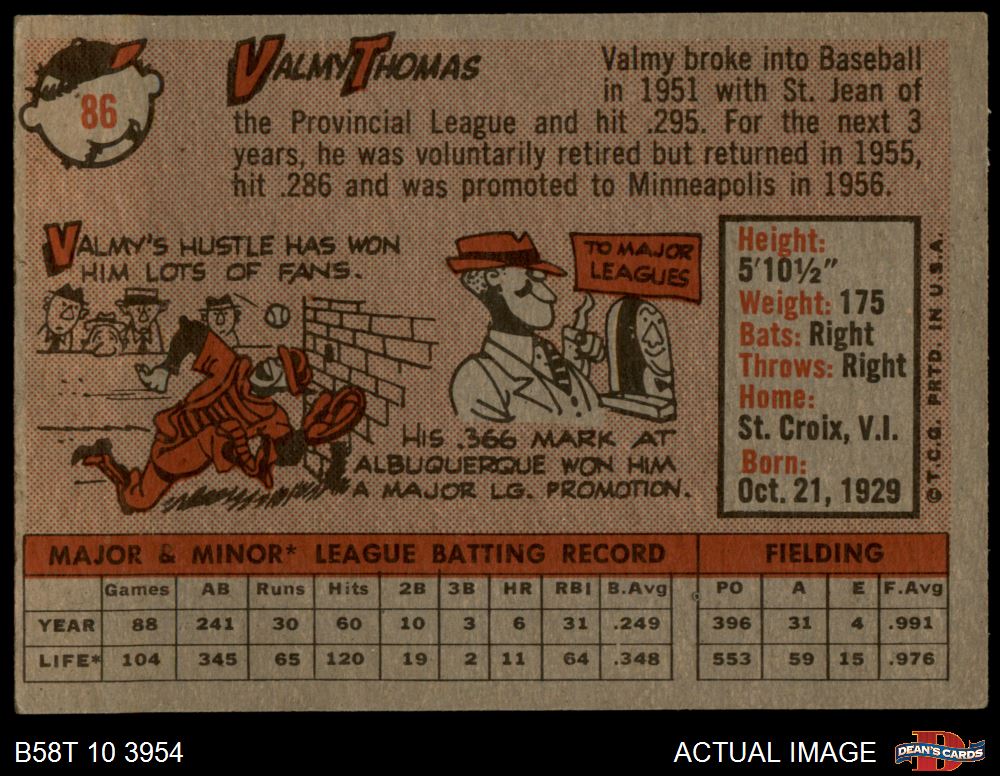 86
VALMY THOMAS
Valmy broke into Baseball
in 1951 with St. Jean of
the Provincial League and hit .295. For the next 3
years, he was voluntarily retired but returned in 1955,
hit .286 and was promoted to Minneapolis in 1956.
VALMY'S HUSTLE HAS WON
HIM LOTS OF FANS.
TO MAJOR
LEAGUES
HIS .366 MARK AT
ALBUQUERQUE WON HIM
A MAJOR LG. PROMOTION.
Height:
5'10½"
Weight: 175
Bats: Right
Throws: Right
Home:
St. Croix, V.I.
Born:
Oct. 21, 1929
©T.C.G. PRTD. IN U.S.A.
MAJOR & MINOR* LEAGUE BATTING RECORD FIELDING
Games AB Runs Hits 2B 3B HR RBI B.Avg PO A E F.Avg
YEAR 88 241 30 60 10 3 6 31 .249 396 31 4 .991
LIFE* 104 345 65 120 19 2 11 64 .348 553 59 15 .976
B58T 10 3954 ACTUAL IMAGE DEAN'S CARDS